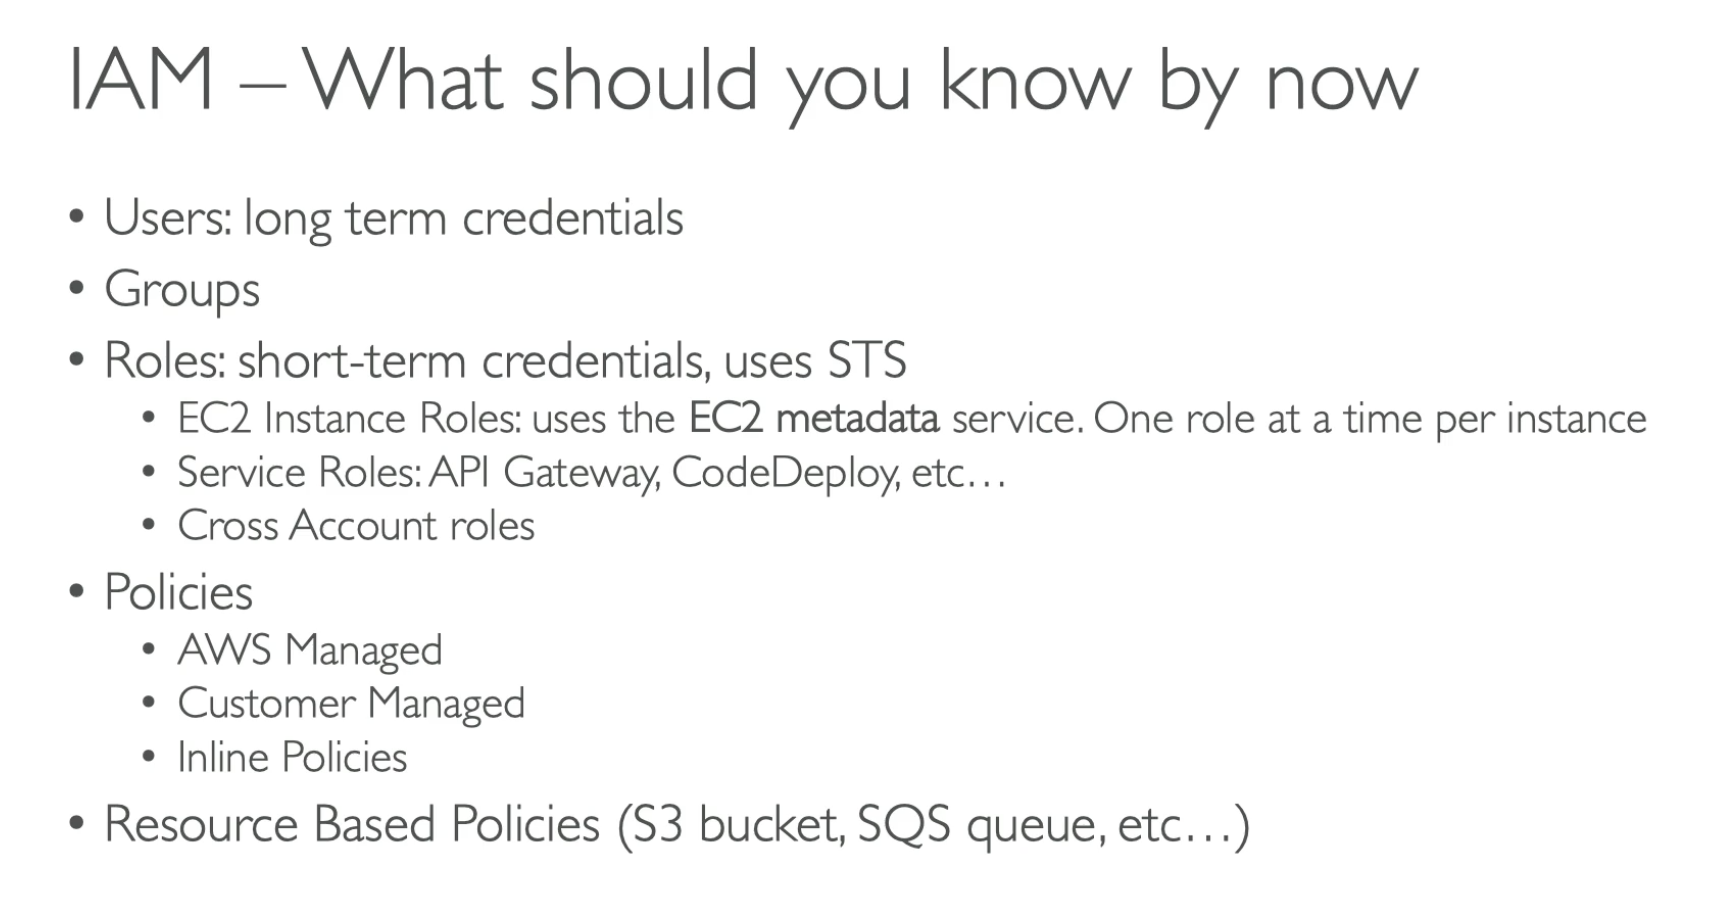 IAM – What should you know by now
• Users: long term credentials
• Groups
• Roles: short-term credentials, uses STS
• EC2 Instance Roles: uses the EC2 metadata service. One role at a time per instance
• Service Roles: API Gateway, CodeDeploy, etc…
• Cross Account roles
• Policies
• AWS Managed
• Customer Managed
• Inline Policies
• Resource Based Policies (S3 bucket, SQS queue, etc…)